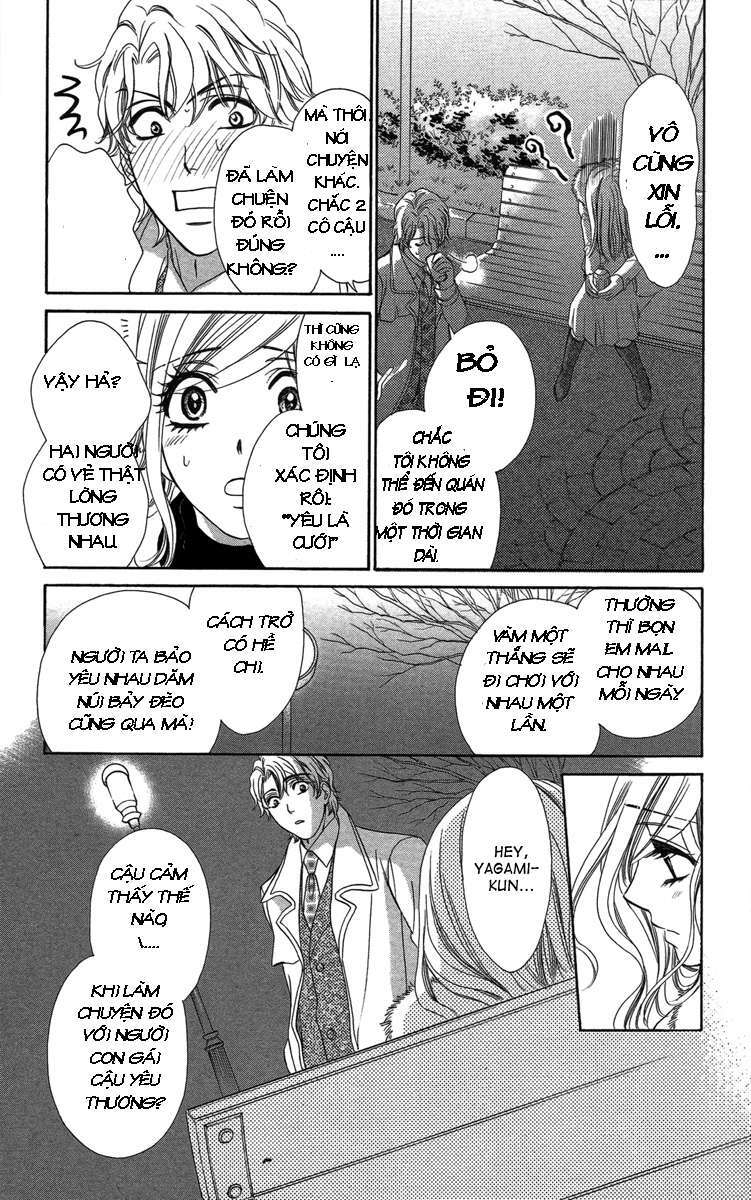 VÔ
CÙNG
XIN
LỖI,
...
BỎ
ĐI!
CHẮC
TÔI KHÔNG
THỂ ĐẾN QUÁN
ĐÓ TRONG
MỘT THỜI GIAN
DÀI.
MÀ THÔI,
NÓI
CHUYỆN
KHÁC.
CHẮC 2
CÔ CẬU
....
ĐÃ LÀM
CHUỆN
ĐÓ RỒI
ĐÚNG
KHÔNG?
THÌ CŨNG
KHÔNG
CÓ GÌ LẠ
.
CHÚNG
TÔI
XÁC ĐỊNH
RỒI:
"YÊU LÀ
CƯỚI"
VẬY HẢ?
HAI NGƯỜI
CÓ VẺ THẬT
LÒNG
THƯƠNG
NHAU.
THƯỜNG
THÌ BỌN
EM MAIL
CHO NHAU
MỖI NGÀY
VÀM MỘT
THẮNG SẼ
ĐI CHƠI VỚI
NHAU MỘT
LẦN.
CÁCH TRỞ
CÓ HỀ
CHI.
NGƯỜI TA BẢO
YÊU NHAU DĂM
NÚI BẢY ĐÈO
CŨNG QUA MÀ!
HEY,
YAGAMI-
KUN...
CẬU CẢM
THẤY THẾ
NÀO,
\....
KHI LÀM
CHUYỆN ĐÓ
VỚI NGƯỜI
CON GÁI
CẬU YÊU
THƯƠNG?